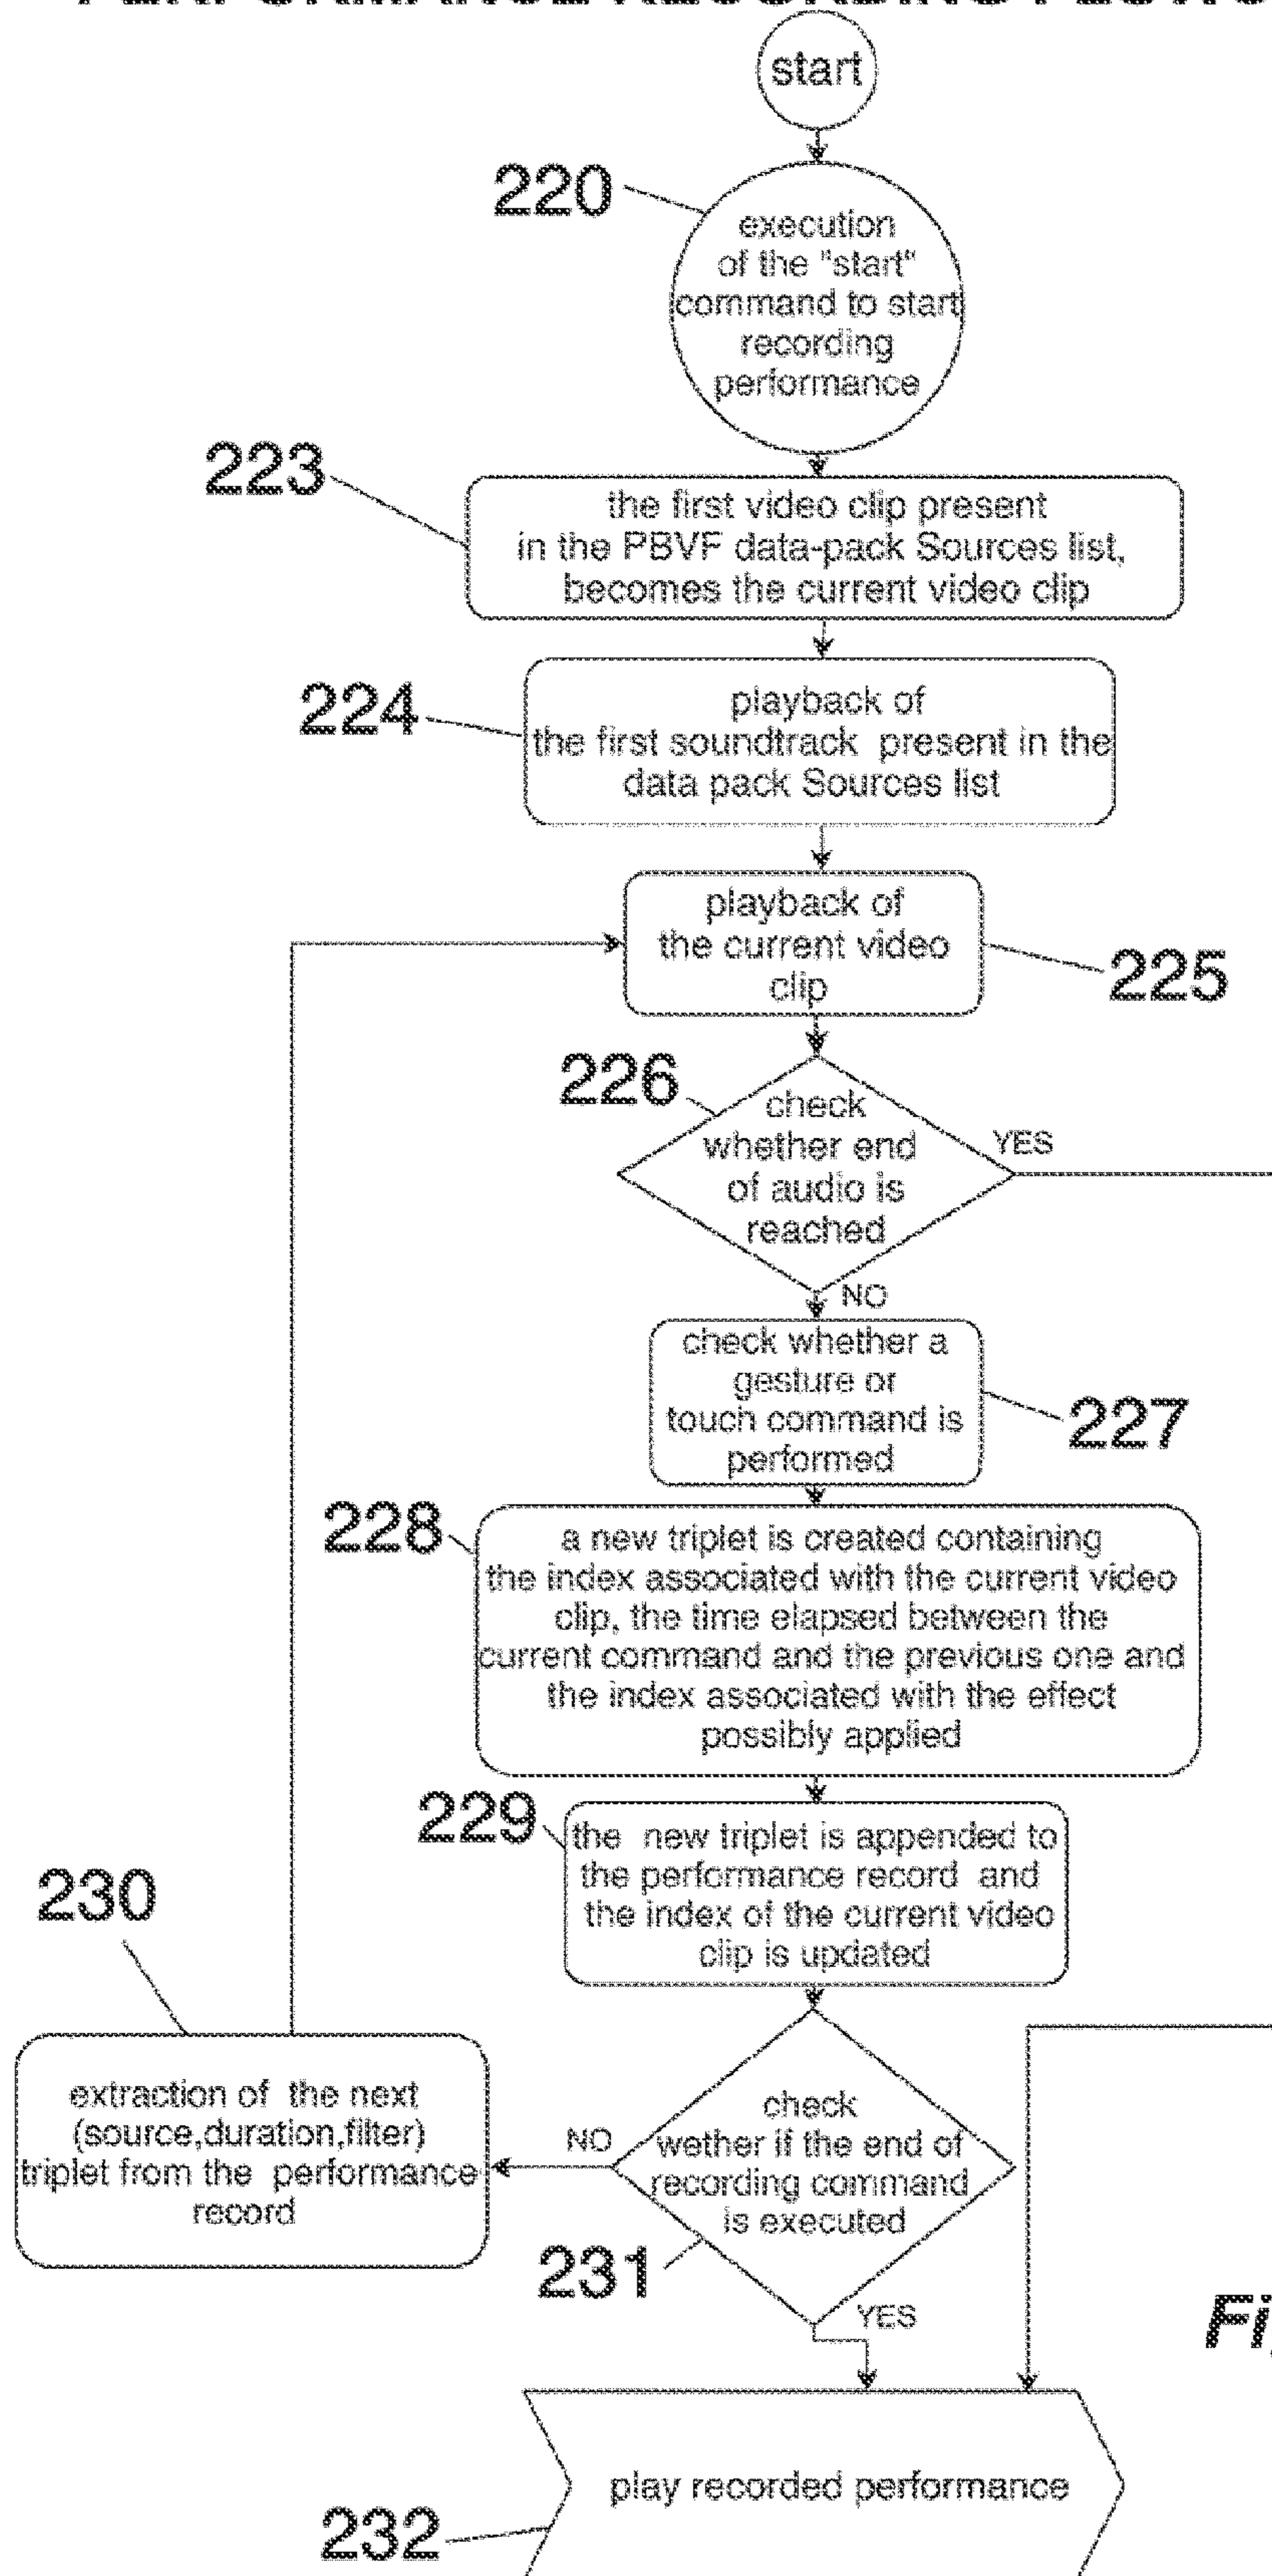 start
220
execution
of the "start"
command to start
recording
performance
223
the first video clip present
in the PBVF data-pack Sources list,
becomes the current video clip
224
playback of
the first soundtrack present in the
data pack Sources list
playback of
the current video
clip
225
226
check
whether end
of audio is
reached
YES
NO
check whether a
gesture or
touch command is
performed
227
228
a new triplet is created containing
the index associated with the current video
clip, the time elapsed between the
current command and the previous one and
the index associated with the effect
possibly applied
229
the new triplet is appended to
the performance record and
the index of the current video
clip is updated
230
extraction of the next
(source,duration,filter)
triplet from the performance
record
NO
check
wether if the end of
recording command
is executed
231
YES
play recorded performance
232